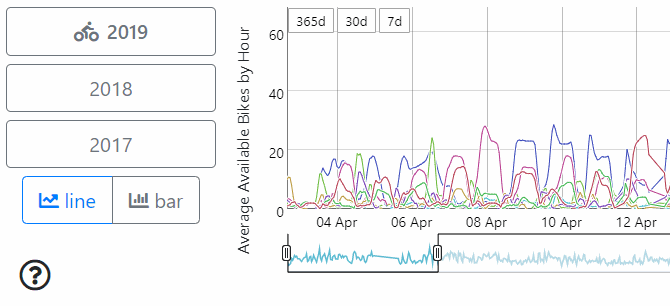 2019
2018
2017
line
bar
?
Average Available Bikes by Hour
365d
30d
7d
60
40
20
0
04 Apr
06 Apr
08 Apr
10 Apr
12 Apr